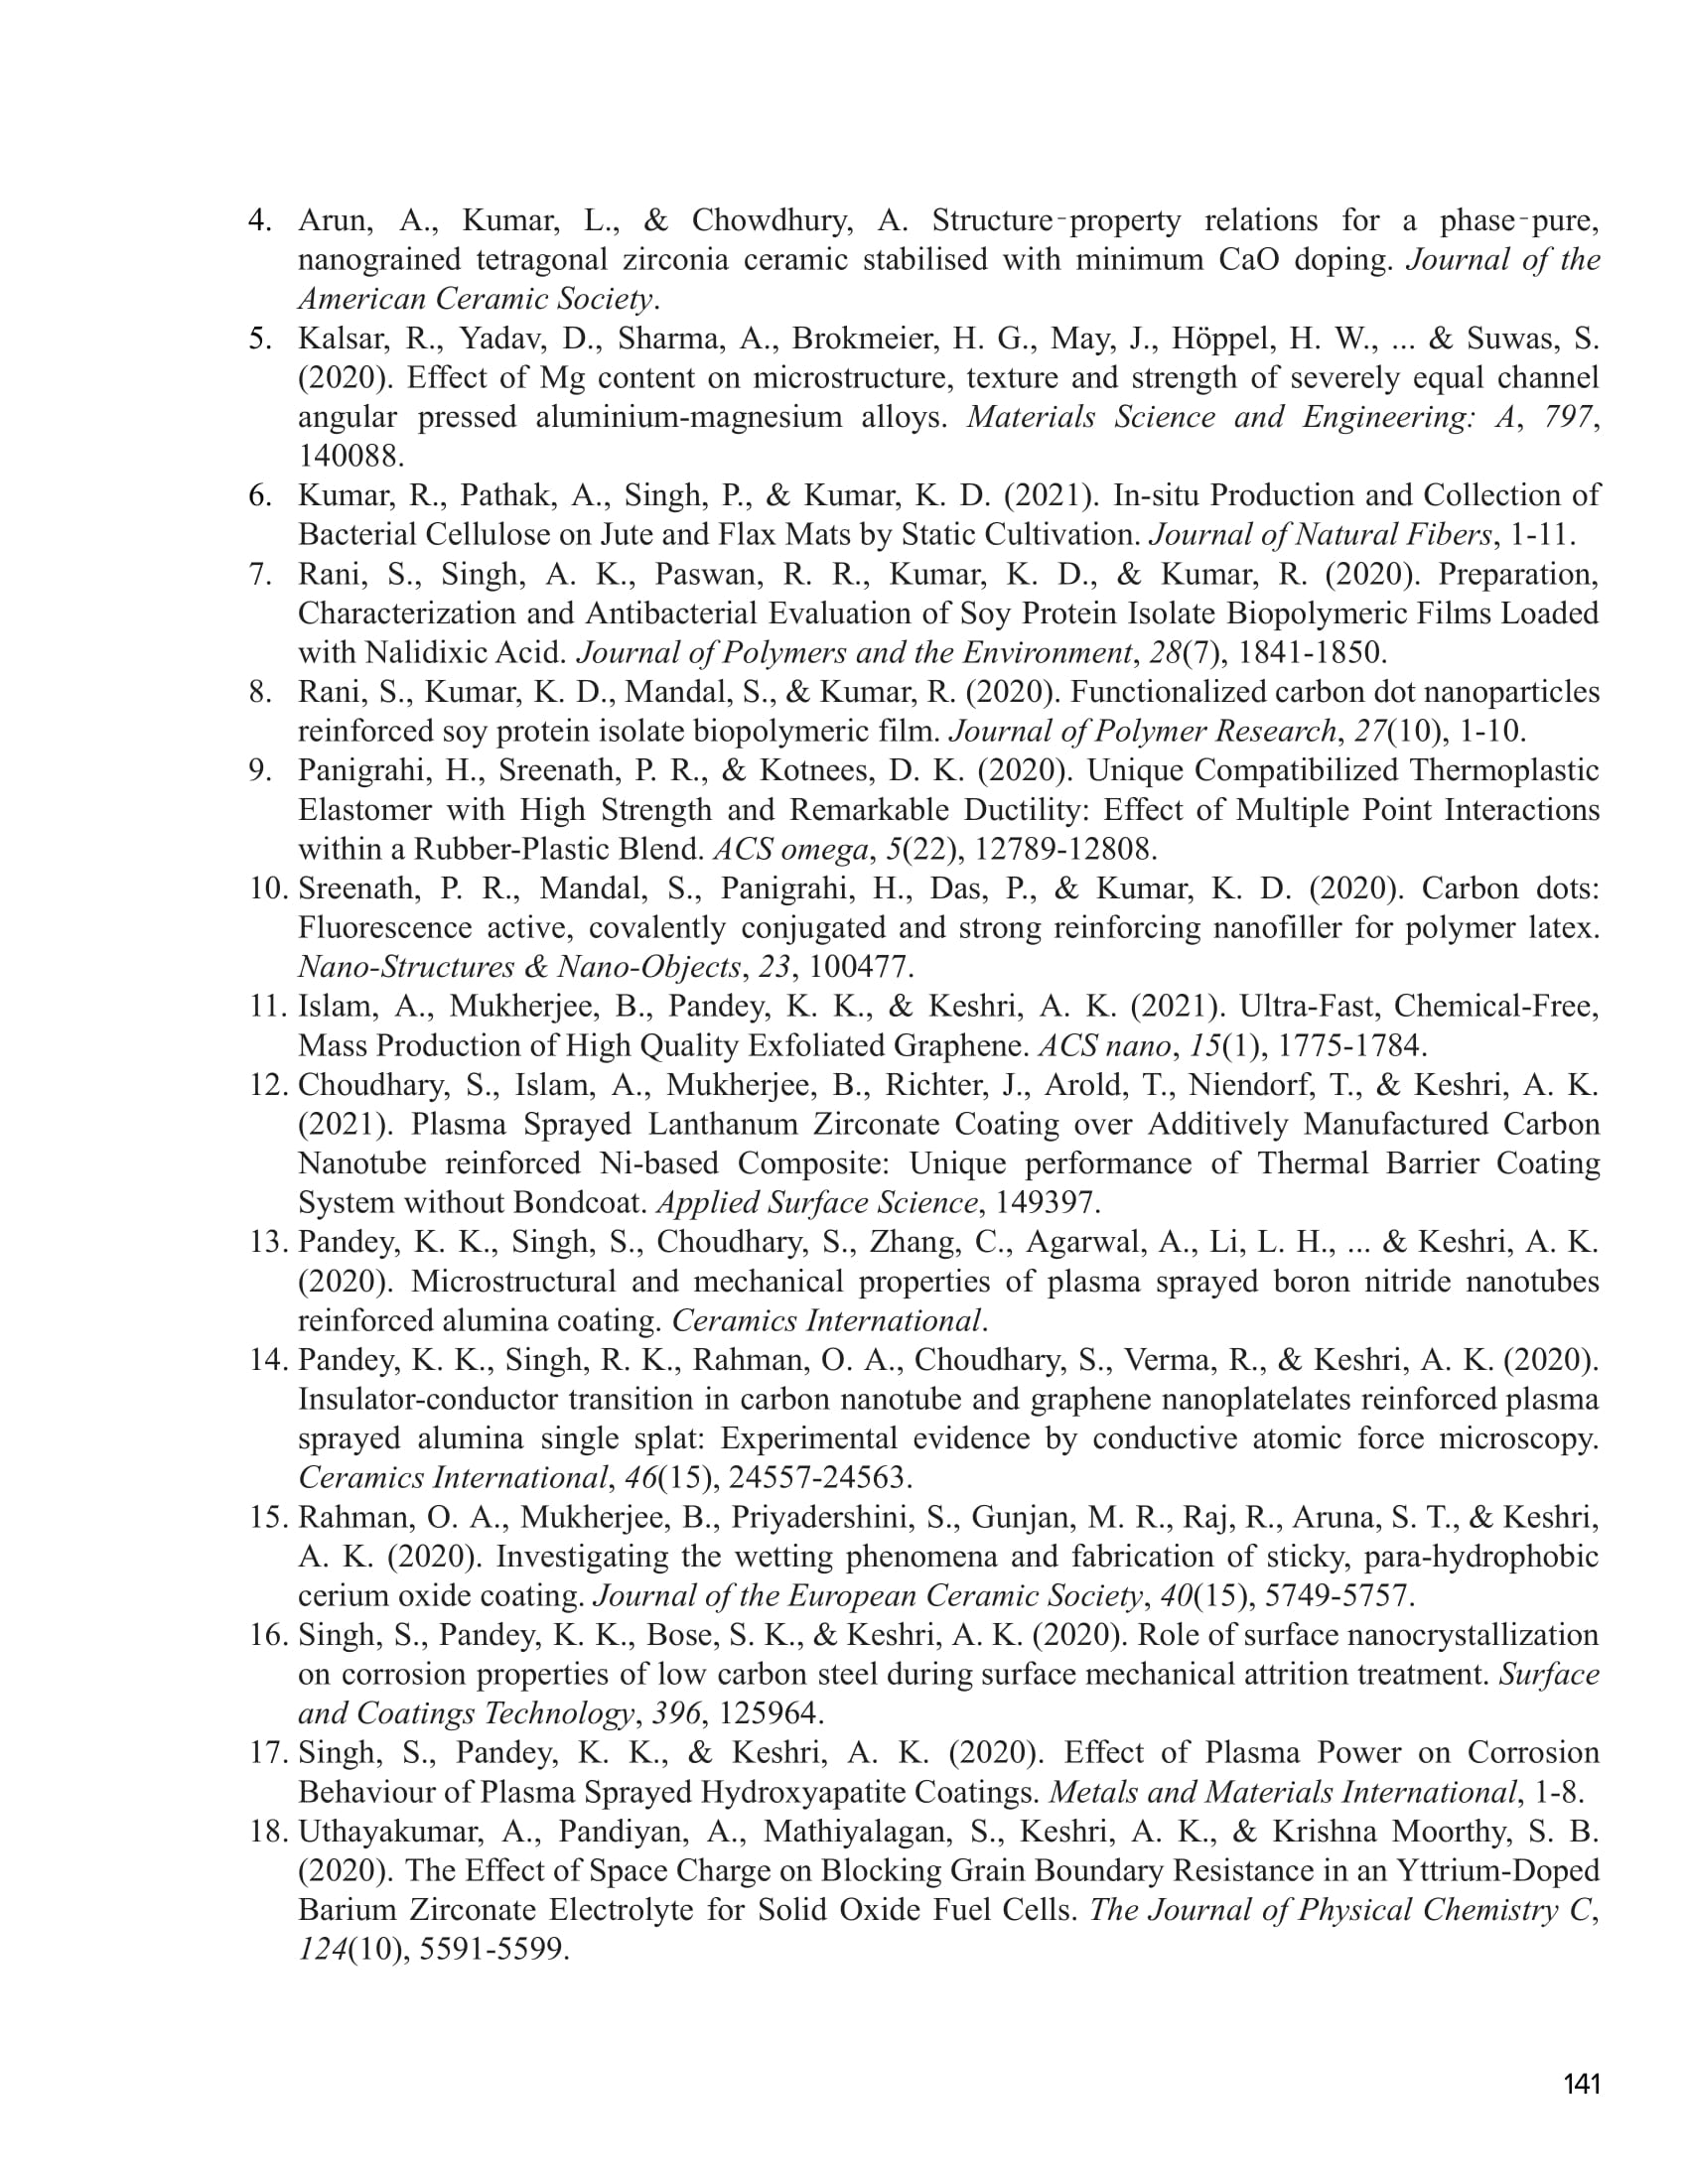 4. Arun, A., Kumar, L., & Chowdhury, A. Structure‐property relations for a phase‐pure,
nanograined tetragonal zirconia ceramic stabilised with minimum CaO doping. Journal of the
American Ceramic Society.
5. Kalsar, R., Yadav, D., Sharma, A., Brokmeier, H. G., May, J., Höppel, H. W., ... & Suwas, S.
(2020). Effect of Mg content on microstructure, texture and strength of severely equal channel
angular pressed aluminium-magnesium alloys. Materials Science and Engineering: A, 797,
140088.
6. Kumar, R., Pathak, A., Singh, P., & Kumar, K. D. (2021). In-situ Production and Collection of
Bacterial Cellulose on Jute and Flax Mats by Static Cultivation. Journal of Natural Fibers, 1-11.
7. Rani, S., Singh, A. K., Paswan, R. R., Kumar, K. D., & Kumar, R. (2020). Preparation,
Characterization and Antibacterial Evaluation of Soy Protein Isolate Biopolymeric Films Loaded
with Nalidixic Acid. Journal of Polymers and the Environment, 28(7), 1841-1850.
8. Rani, S., Kumar, K. D., Mandal, S., & Kumar, R. (2020). Functionalized carbon dot nanoparticles
reinforced soy protein isolate biopolymeric film. Journal of Polymer Research, 27(10), 1-10.
9. Panigrahi, H., Sreenath, P. R., & Kotnees, D. K. (2020). Unique Compatibilized Thermoplastic
Elastomer with High Strength and Remarkable Ductility: Effect of Multiple Point Interactions
within a Rubber-Plastic Blend. ACS omega, 5(22), 12789-12808.
10. Sreenath, P. R., Mandal, S., Panigrahi, H., Das, P., & Kumar, K. D. (2020). Carbon dots:
Fluorescence active, covalently conjugated and strong reinforcing nanofiller for polymer latex.
Nano-Structures & Nano-Objects, 23, 100477.
11. Islam, A., Mukherjee, B., Pandey, K. K., & Keshri, A. K. (2021). Ultra-Fast, Chemical-Free,
Mass Production of High Quality Exfoliated Graphene. ACS nano, 15(1), 1775-1784.
12. Choudhary, S., Islam, A., Mukherjee, B., Richter, J., Arold, T., Niendorf, T., & Keshri, A. K.
(2021). Plasma Sprayed Lanthanum Zirconate Coating over Additively Manufactured Carbon
Nanotube reinforced Ni-based Composite: Unique performance of Thermal Barrier Coating
System without Bondcoat. Applied Surface Science, 149397.
13. Pandey, K. K., Singh, S., Choudhary, S., Zhang, C., Agarwal, A., Li, L. H., ... & Keshri, A. K.
(2020). Microstructural and mechanical properties of plasma sprayed boron nitride nanotubes
reinforced alumina coating. Ceramics International.
14. Pandey, K. K., Singh, R. K., Rahman, O. A., Choudhary, S., Verma, R., & Keshri, A. K. (2020).
Insulator-conductor transition in carbon nanotube and graphene nanoplatelates reinforced plasma
sprayed alumina single splat: Experimental evidence by conductive atomic force microscopy.
Ceramics International, 46(15), 24557-24563.
15. Rahman, O. A., Mukherjee, B., Priyadershini, S., Gunjan, M. R., Raj, R., Aruna, S. T., & Keshri,
A. K. (2020). Investigating the wetting phenomena and fabrication of sticky, para-hydrophobic
cerium oxide coating. Journal of the European Ceramic Society, 40(15), 5749-5757.
16. Singh, S., Pandey, K. K., Bose, S. K., & Keshri, A. K. (2020). Role of surface nanocrystallization
on corrosion properties of low carbon steel during surface mechanical attrition treatment. Surface
and Coatings Technology, 396, 125964.
17. Singh, S., Pandey, K. K., & Keshri, A. K. (2020). Effect of Plasma Power on Corrosion
Behaviour of Plasma Sprayed Hydroxyapatite Coatings. Metals and Materials International, 1-8.
18. Uthayakumar, A., Pandiyan, A., Mathiyalagan, S., Keshri, A. K., & Krishna Moorthy, S. B.
(2020). The Effect of Space Charge on Blocking Grain Boundary Resistance in an Yttrium-Doped
Barium Zirconate Electrolyte for Solid Oxide Fuel Cells. The Journal of Physical Chemistry C,
124(10), 5591-5599.
141